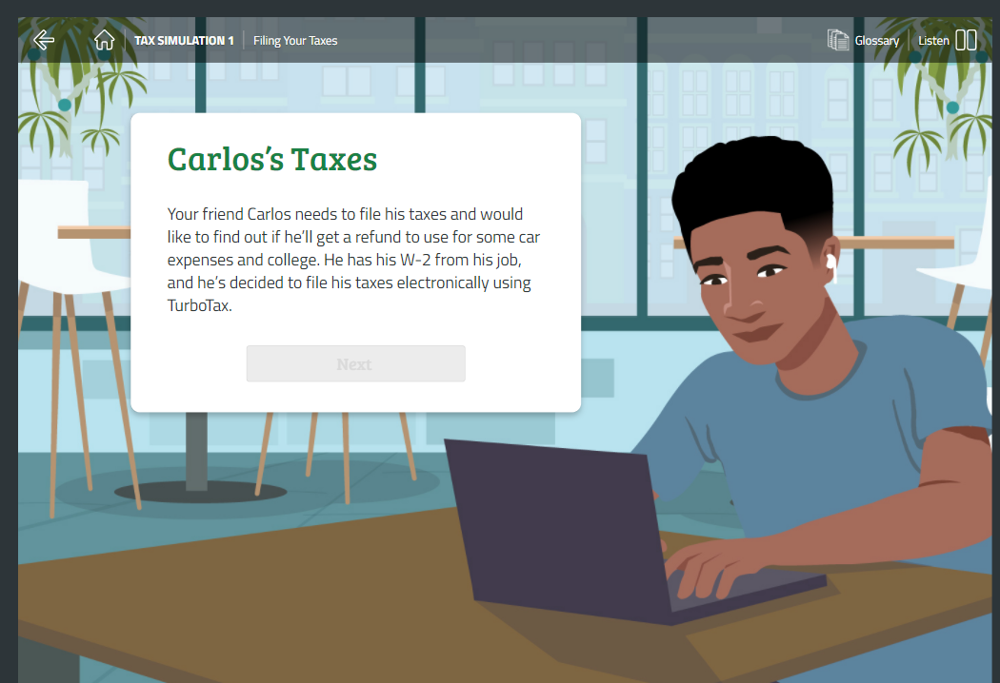 TAX SIMULATION 1 | Filing Your Taxes
Glossary | Listen
Carlos’s Taxes
Your friend Carlos needs to file his taxes and would
like to find out if he’ll get a refund to use for some car
expenses and college. He has his W-2 from his job,
and he’s decided to file his taxes electronically using
TurboTax.
Next